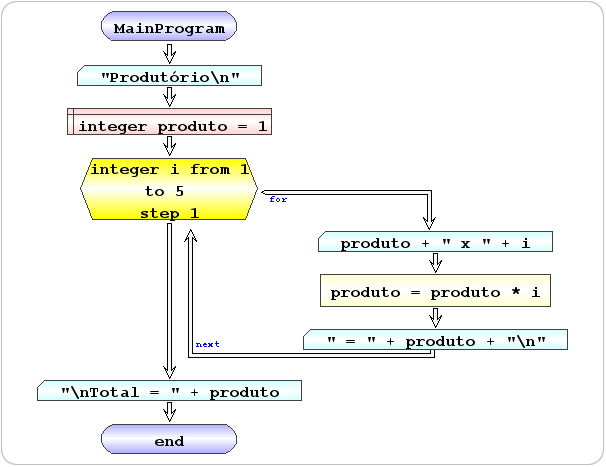 MainProgram
"Produtório\n"
integer produto = 1
integer i from 1
to 5
step 1
for
produto + " x " + i
produto = produto * i
" = " + produto + "\n"
next
"\nTotal = " + produto
end